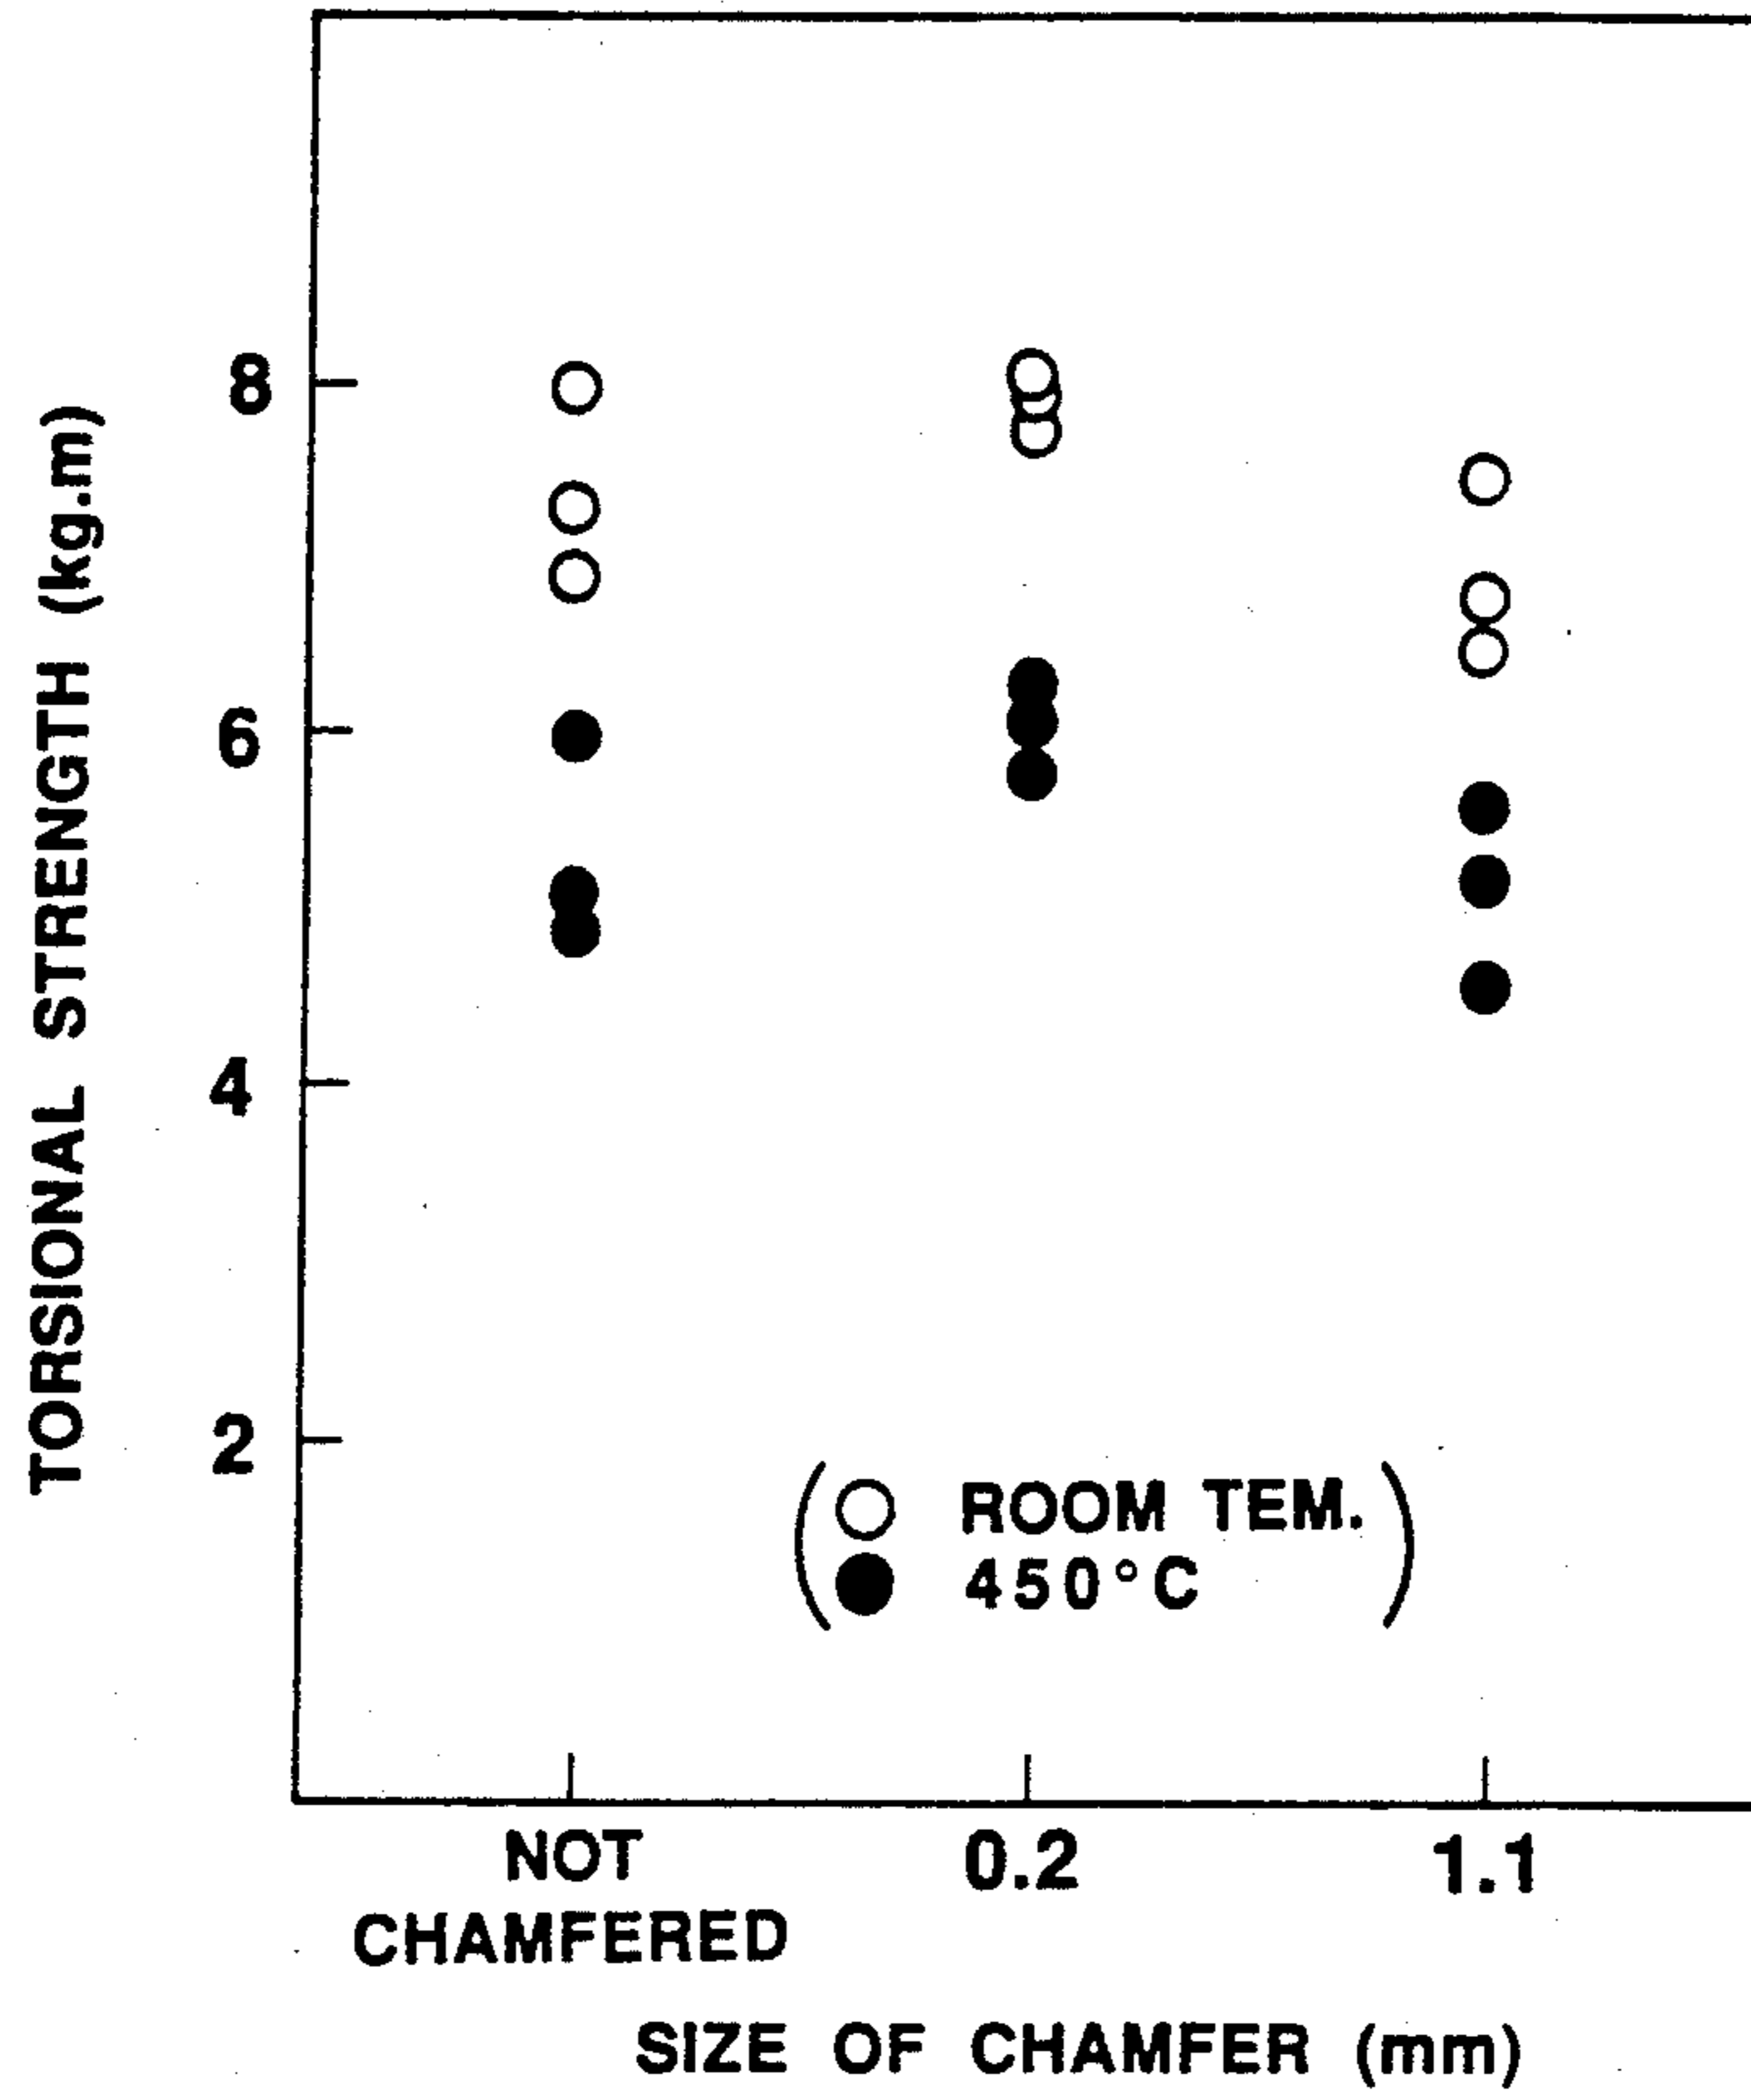 TORSIONAL STRENGTH (kg.m)
8
6
4
2
ROOM TEM.
450°C
NOT
CHAMFERED
0.2
1.1
SIZE OF CHAMFER (mm)